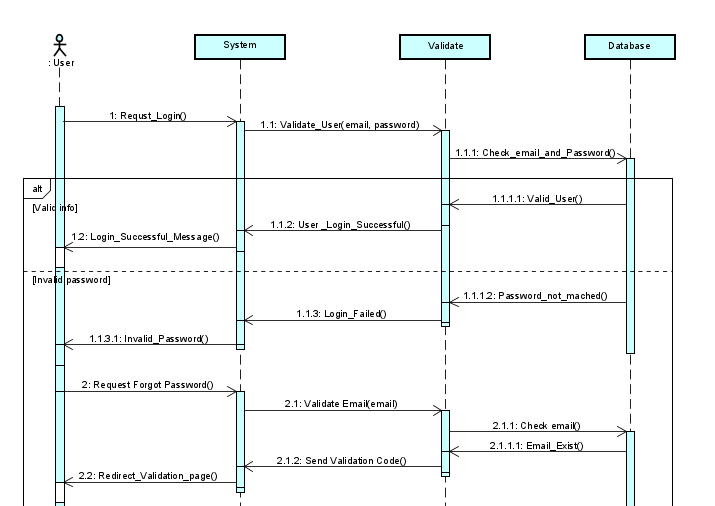 : User
System
Validate
Database
1: Requst_Login()
1.1: Validate_User(email, password)
1.1.1: Check_email_and_Password()
alt
[Valid info]
1.1.1.1: Valid_User()
1.1.2: User _Login_Successful()
1.2: Login_Successful_Message()
[Invalid password]
1.1.1.2: Password_not_mached()
1.1.3: Login_Failed()
1.1.3.1: Invalid_Password()
2: Request Forgot Password()
2.1: Validate Email(email)
2.1.1: Check email()
2.1.1.1: Email_Exist()
2.1.2: Send Validation Code()
2.2: Redirect_Validation_page()